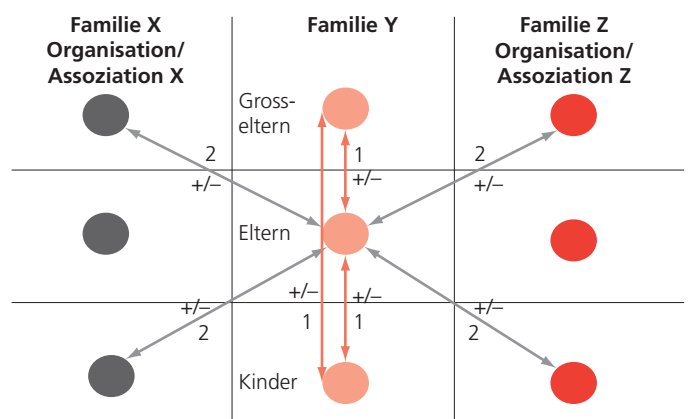 Familie X
Organisation/
Assoziation X
Familie Y
Familie Z
Organisation/
Assoziation Z
Gross-
eltern
2
1
2
+/–
+/–
+/–
Eltern
+/–
+/–
+/–
+/–
2
1
1
2
Kinder